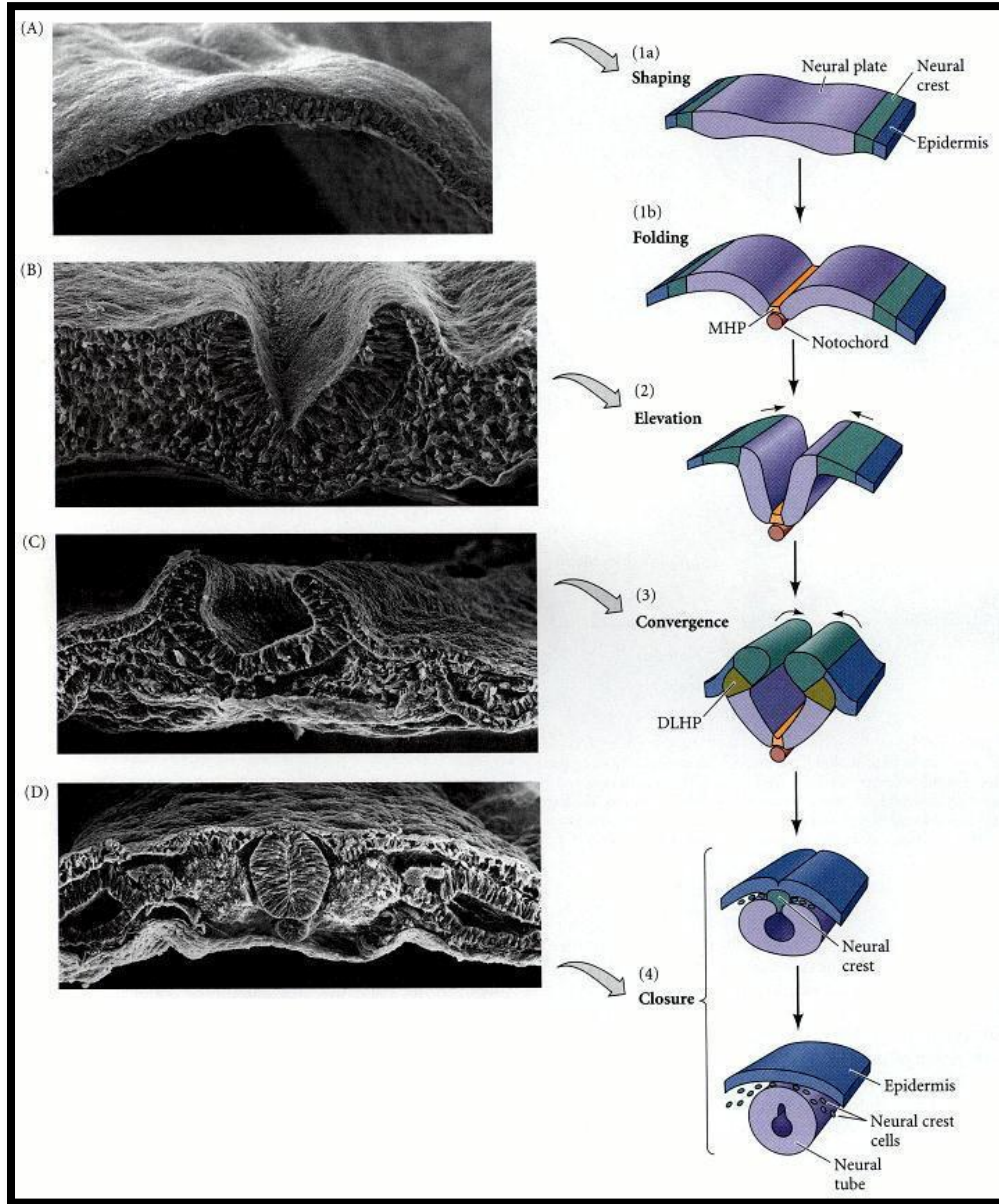 (A)
(1a)
Shaping
Neural plate
Neural
crest
Epidermis
(1b)
Folding
MHP
Notochord
(B)
(2)
Elevation
(C)
(3)
Convergence
DLHP
(D)
Neural
crest
(4)
Closure
Epidermis
Neural crest
cells
Neural
tube